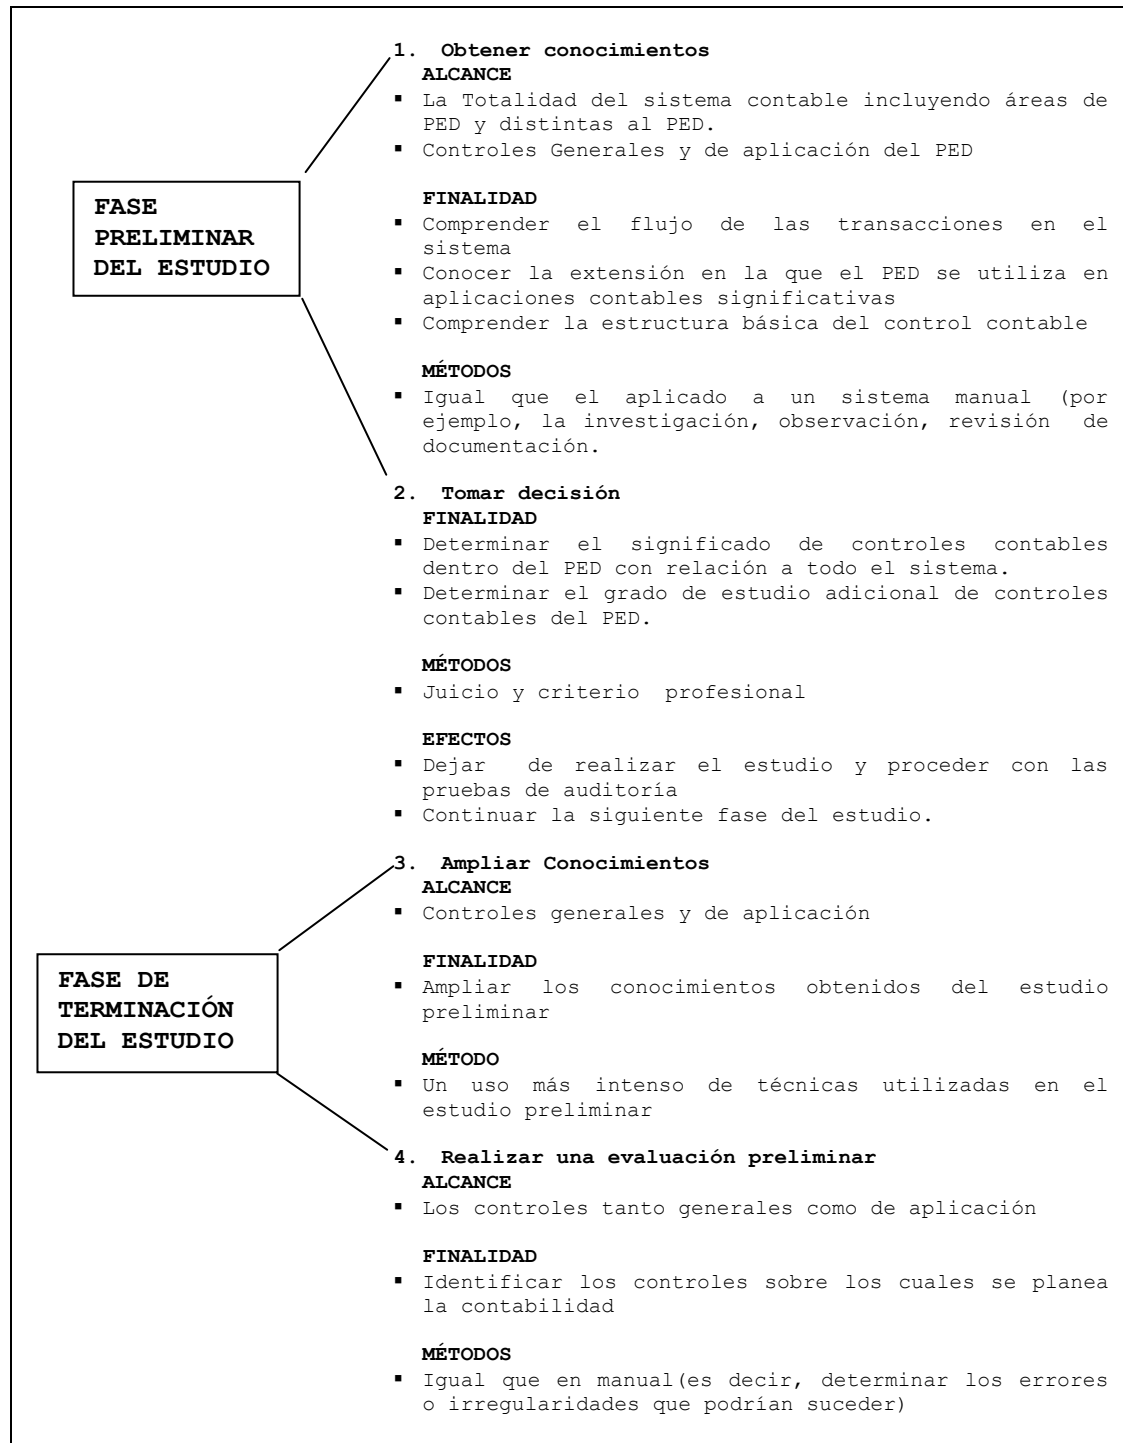 1. Obtener conocimientos
ALCANCE
▪ La Totalidad del sistema contable incluyendo áreas de
PED y distintas al PED.
▪ Controles Generales y de aplicación del PED
FASE
PRELIMINAR
DEL ESTUDIO
FINALIDAD
▪ Comprender el flujo de las transacciones en el
sistema
▪ Conocer la extensión en la que el PED se utiliza en
aplicaciones contables significativas
▪ Comprender la estructura básica del control contable
MÉTODOS
▪ Igual que el aplicado a un sistema manual (por
ejemplo, la investigación, observación, revisión de
documentación.
2. Tomar decisión
FINALIDAD
▪ Determinar el significado de controles contables
dentro del PED con relación a todo el sistema.
▪ Determinar el grado de estudio adicional de controles
contables del PED.
MÉTODOS
▪ Juicio y criterio profesional
EFECTOS
▪ Dejar de realizar el estudio y proceder con las
pruebas de auditoría
▪ Continuar la siguiente fase del estudio.
3. Ampliar Conocimientos
ALCANCE
▪ Controles generales y de aplicación
FASE DE
TERMINACIÓN
DEL ESTUDIO
FINALIDAD
▪ Ampliar los conocimientos obtenidos del estudio
preliminar
MÉTODO
▪ Un uso más intenso de técnicas utilizadas en el
estudio preliminar
4. Realizar una evaluación preliminar
ALCANCE
▪ Los controles tanto generales como de aplicación
FINALIDAD
▪ Identificar los controles sobre los cuales se planea
la contabilidad
MÉTODOS
▪ Igual que en manual(es decir, determinar los errores
o irregularidades que podrían suceder)